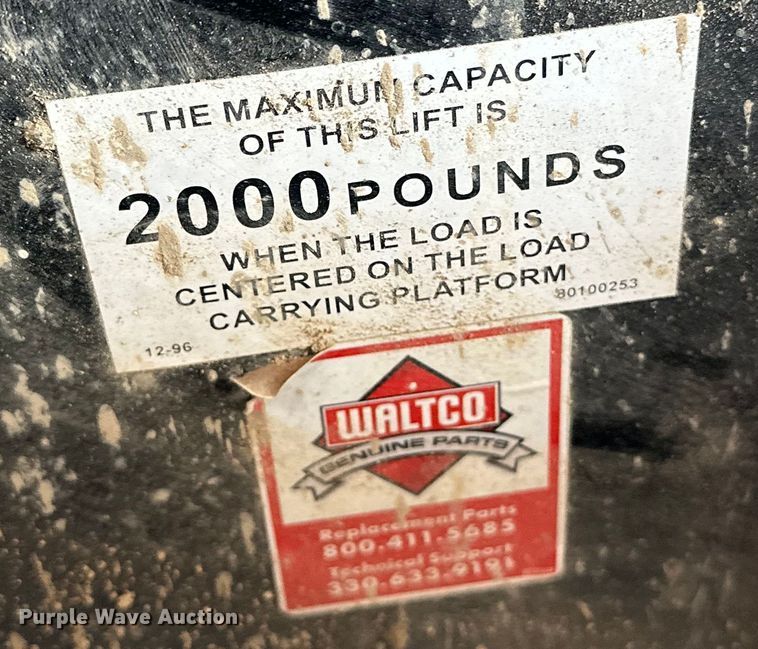 THE MAXIMUM CAPACITY
OF THIS LIFT IS
2000 POUNDS
WHEN THE LOAD IS
CENTERED ON THE LOAD
CARRYING PLATFORM
12-96
80100253
WALTCO
GENUINE PARTS
Replacement Parts
800.411.5685
Technical Support
330-633-9191
Purple Wave Auction